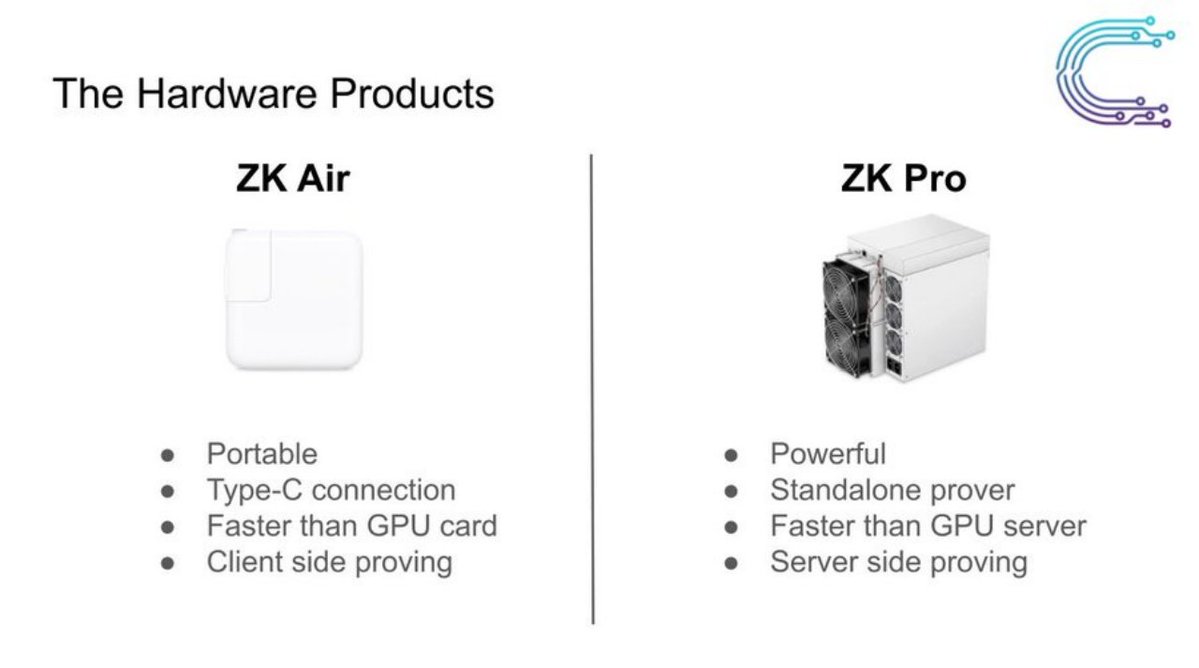 The Hardware Products
ZK Air
● Portable
● Type-C connection
● Faster than GPU card
● Client side proving
ZK Pro
● Powerful
● Standalone prover
● Faster than GPU server
● Server side proving